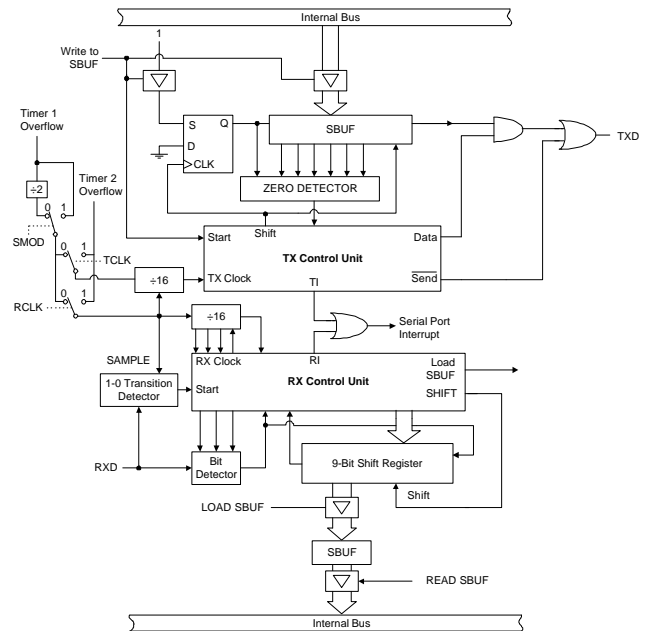 Internal Bus
1
Write to
SBUF
S
Q
D
CLK
SBUF
TXD
Timer 1
Overflow
Timer 2
Overflow
÷2
ZERO DETECTOR
0
1
SMOD
0
1
TCLK
RCLK
0
1
Shift
Start
Data
TX Control Unit
TX Clock
TI
Send
÷16
÷16
Serial Port
Interrupt
SAMPLE
RX Clock
RI
Load
SBUF
RX Control Unit
SHIFT
1-0 Transition
Detector
Start
RXD
Bit
Detector
9-Bit Shift Register
Shift
LOAD SBUF
SBUF
READ SBUF
Internal Bus